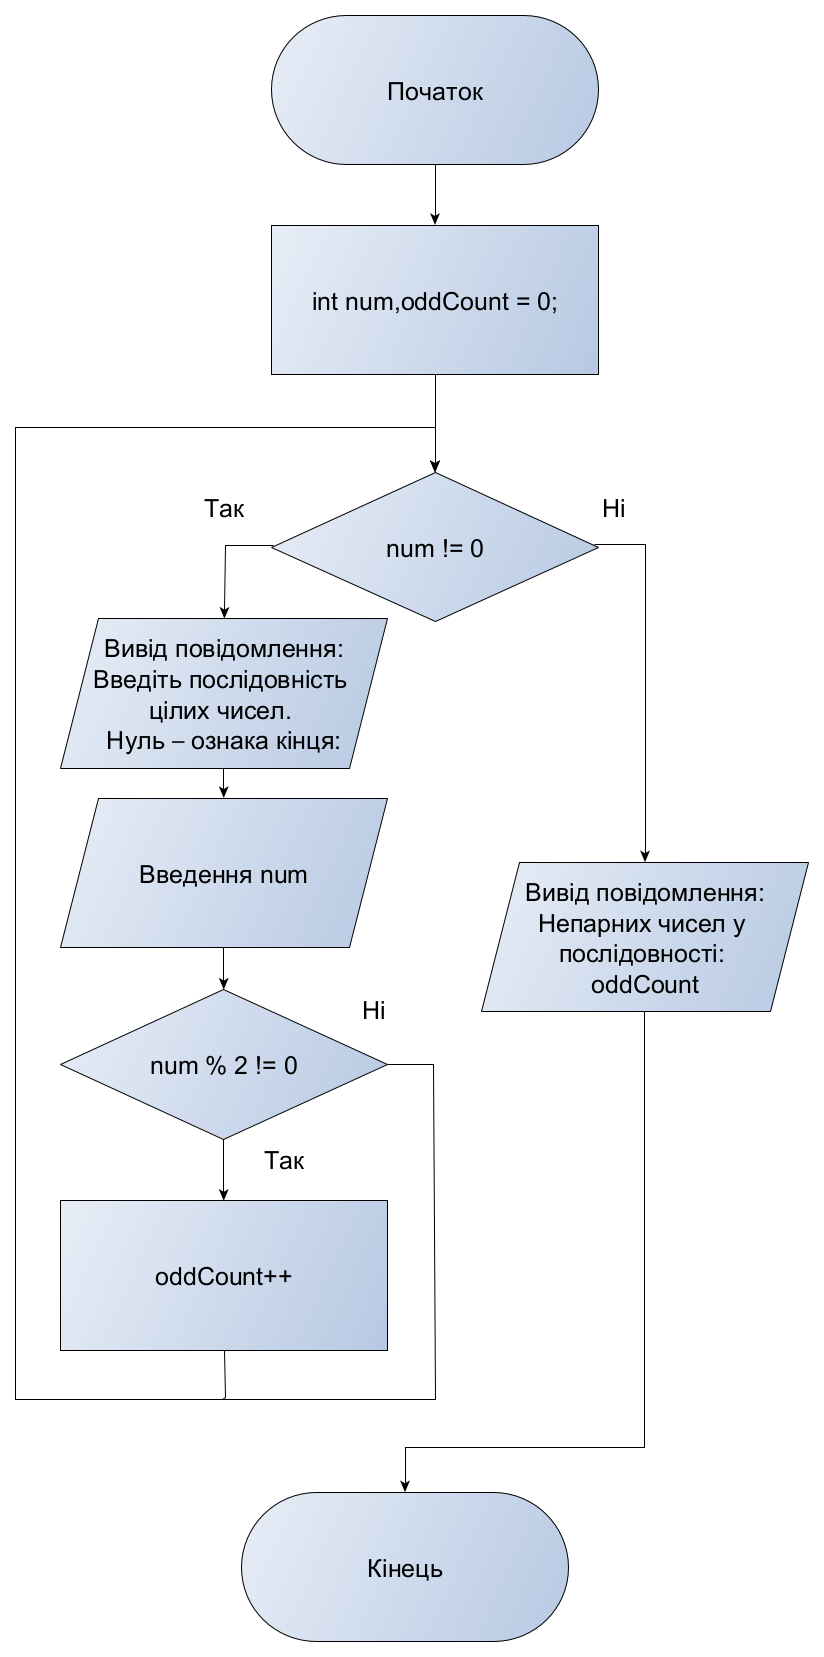 Початок
int num,oddCount = 0;
Так
Ні
num != 0
Вивід повідомлення:
Введіть послідовність
цілих чисел.
Нуль – ознака кінця:
Введення num
Вивід повідомлення:
Непарних чисел у
послідовності:
oddCount
Ні
num % 2 != 0
Так
oddCount++
Кінець